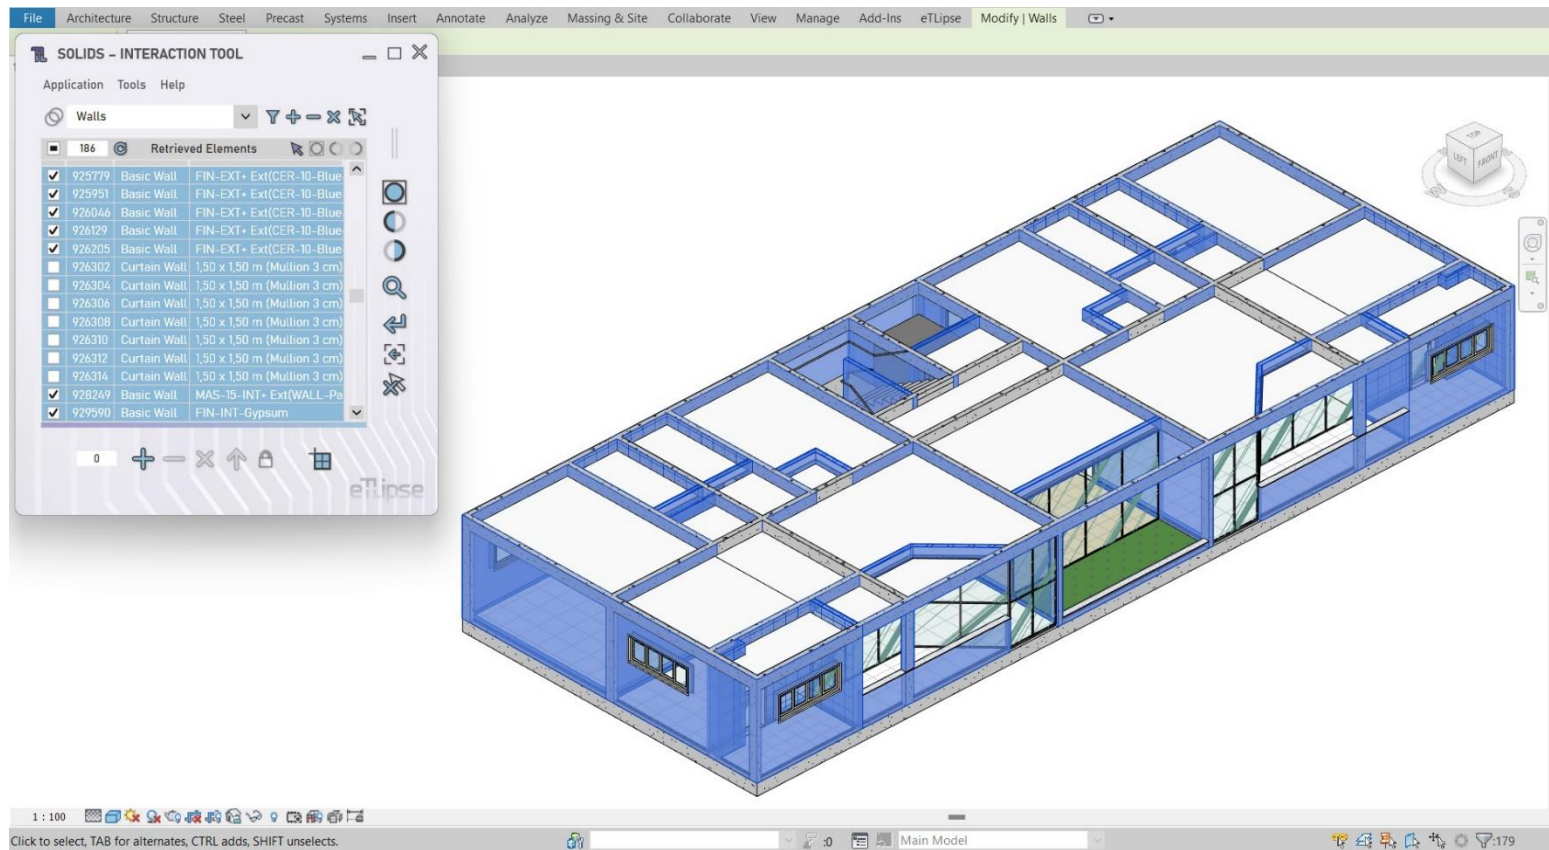 File Architecture Structure Steel Precast Systems Insert Annotate Analyze Massing & Site Collaborate View Manage Add-Ins eTLipse Modify | Walls
SOLIDS – INTERACTION TOOL
Application Tools Help
Walls
186 Retrieved Elements
925779 Basic Wall FIN-EXT+ Ext(CER-10-Blue
925951 Basic Wall FIN-EXT+ Ext(CER-10-Blue
926046 Basic Wall FIN-EXT+ Ext(CER-10-Blue
926129 Basic Wall FIN-EXT+ Ext(CER-10-Blue
926205 Basic Wall FIN-EXT+ Ext(CER-10-Blue
926302 Curtain Wall 1,50 x 1,50 m (Mullion 3 cm)
926304 Curtain Wall 1,50 x 1,50 m (Mullion 3 cm)
926306 Curtain Wall 1,50 x 1,50 m (Mullion 3 cm)
926308 Curtain Wall 1,50 x 1,50 m (Mullion 3 cm)
926310 Curtain Wall 1,50 x 1,50 m (Mullion 3 cm)
926312 Curtain Wall 1,50 x 1,50 m (Mullion 3 cm)
926314 Curtain Wall 1,50 x 1,50 m (Mullion 3 cm)
928249 Basic Wall MAS-15-INT+ Ext(WALL-Pa
929590 Basic Wall FIN-INT-Gypsum
0
eTLipse
TOP
LEFT FRONT
1 : 100
Click to select, TAB for alternates, CTRL adds, SHIFT unselects. :0 Main Model :179